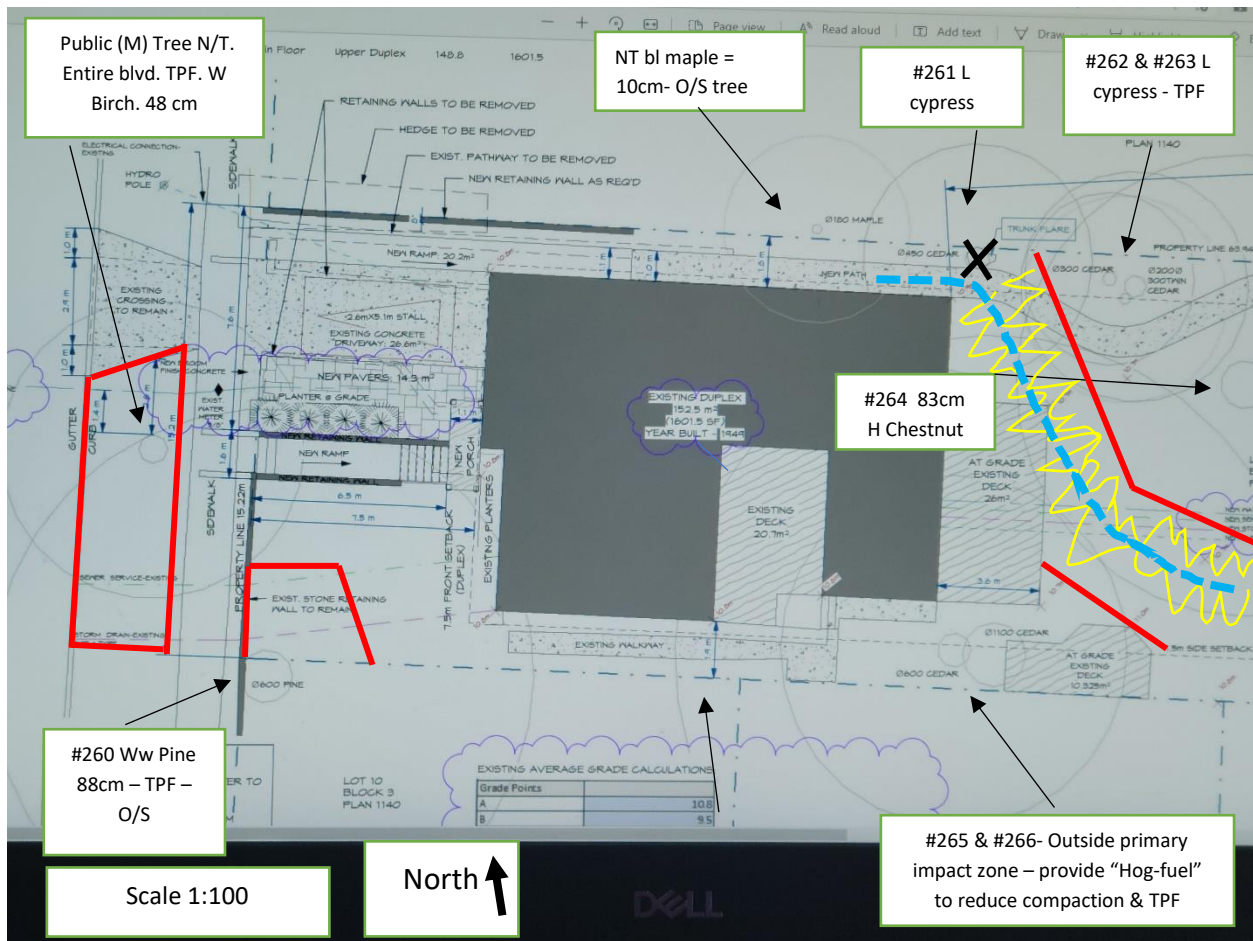 Public (M) Tree N/T.
Entire blvd. TPF. W
Birch. 48 cm
NT bl maple =
10cm- O/S tree
#261 L
cypress
#262 & #263 L
cypress - TPF
Page view
Read aloud
Add text
Draw
Floor
Upper Duplex
148.8
1601.5
RETAINING WALLS TO BE REMOVED
HEDGE TO BE REMOVED
EXIST. PATHWAY TO BE REMOVED
NEW RETAINING WALL AS REQ'D
ELECTRICAL CONNECTION-
EXISTING
HYDRO
POLE
SIDEWALK
PLAN 1140
Ø180 MAPLE
TRUNK FLARE
Ø450 CEDAR
PROPERTY LINE
Ø300 CEDAR
Ø200&
300TWIN
CEDAR
NEW RAMP: 20.2m²
NEW PATH
EXISTING
CROSSING
TO REMAIN
7.6 m
2.6mX5.1m STALL
EXISTING CONCRETE
DRIVEWAY: 26.6m²
FINISH CONCRETE
NEW PAVERS: 14.3 m²
PLANTER @ GRADE
EXIST.
WATER
METER
NEW RETAINING WALL
NEW RAMP
NEW RETAINING WALL
NEW
PORCH
EXISTING DUPLEX
152.5 m²
(1601.5 SF)
YEAR BUILT - 1949
#264 83cm
H Chestnut
GUTTER
CURB
1.4 m
1.6 m
6.5 m
7.5 m
SIDEWALK
PROPERTY LINE 15.22m
7.5m FRONT SETBACK
(DUPLEX)
EXISTING PLANTERS
EXISTING
DECK
20.7m²
AT GRADE
EXISTING
DECK
26m²
3.6 m
SEWER SERVICE-EXISTING
EXIST. STONE RETAINING
WALL TO REMAIN
STORM DRAIN-EXISTING
EXISTING WALKWAY
Ø1100 CEDAR
SIDE SETBACK
AT GRADE
EXISTING
DECK
10.325m²
Ø600 CEDAR
Ø600 PINE
#260 Ww Pine
88cm – TPF –
O/S
LOT 10
BLOCK 3
PLAN 1140
EXISTING AVERAGE GRADE CALCULATIONS
Grade Points
A 10.8
B 9.5
#265 & #266- Outside primary
impact zone – provide “Hog-fuel”
to reduce compaction & TPF
Scale 1:100
North
DELL